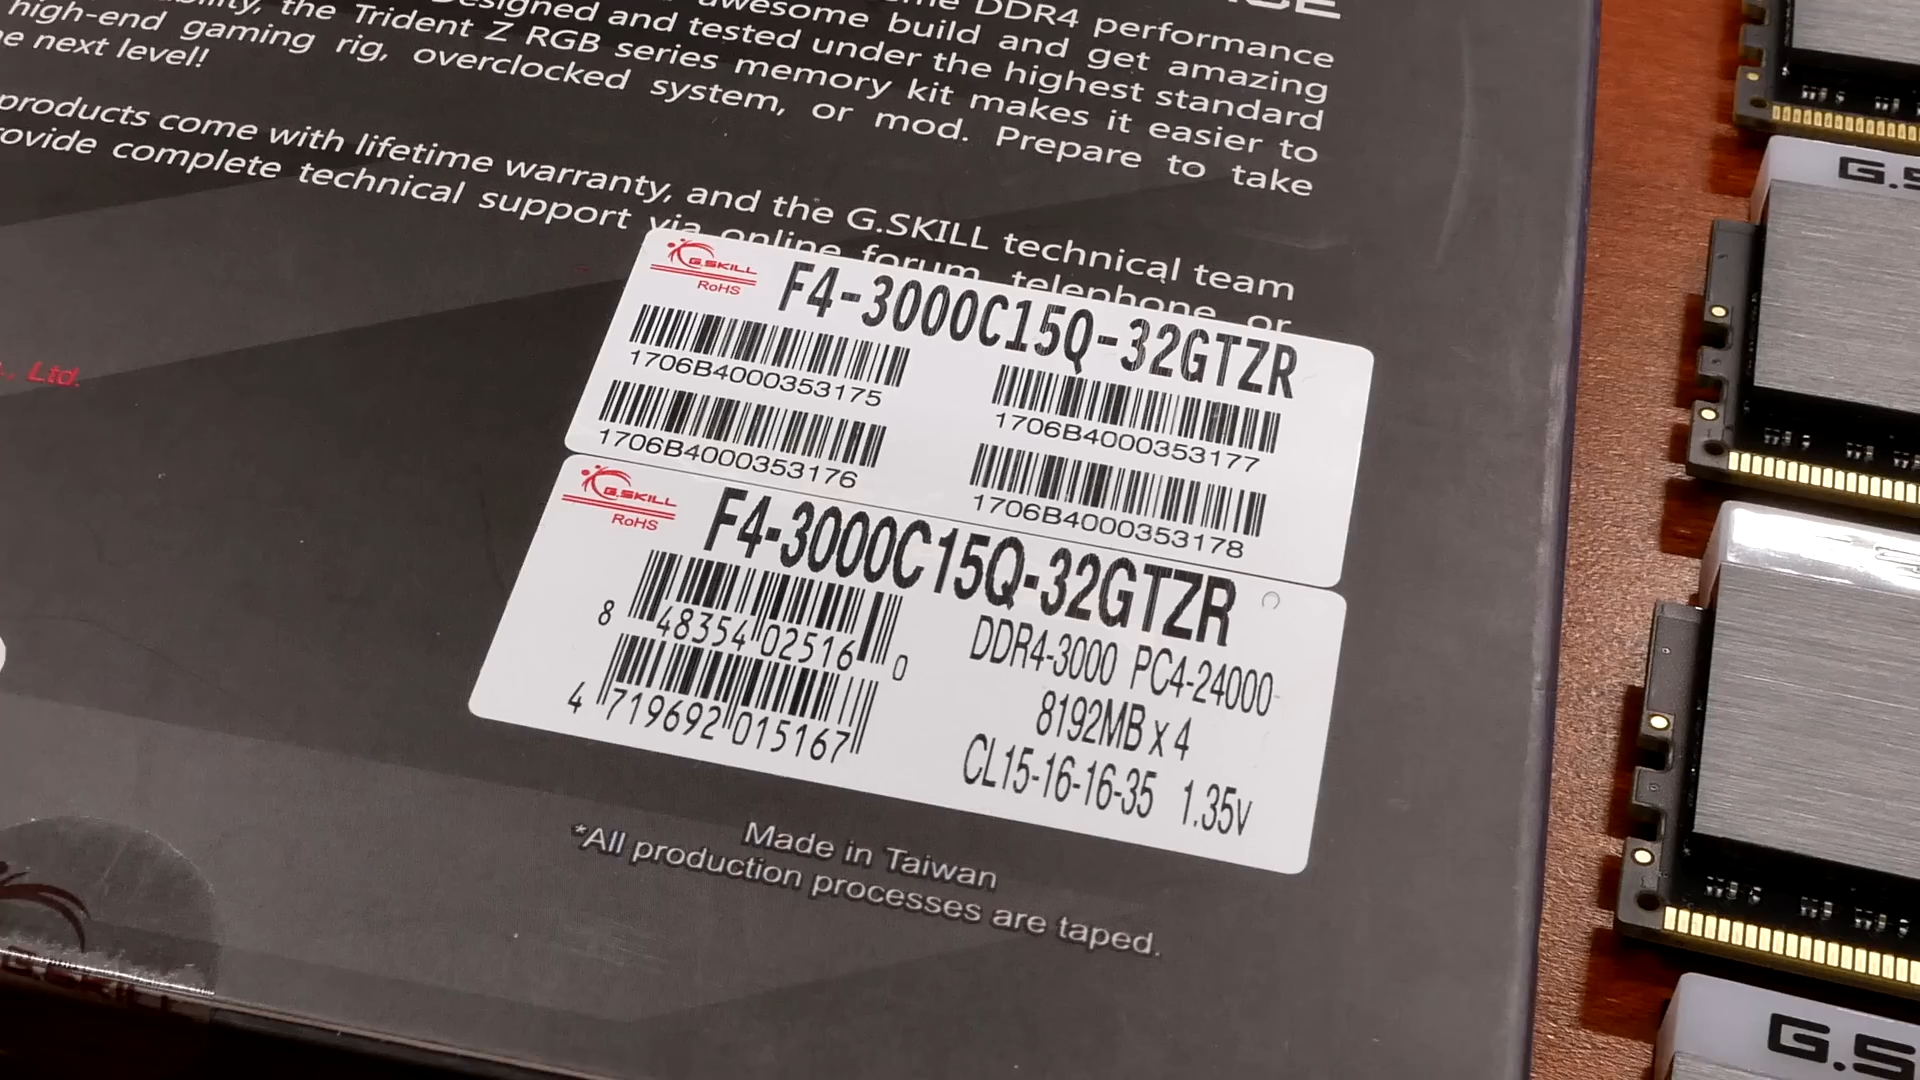 DDR4 performance
awesome build and get amazing
designed and tested under the highest standard
the Trident Z RGB series memory kit makes it easier to
high-end gaming rig, overclocked system, or mod. Prepare to take
next level!
products come with lifetime warranty, and the G.SKILL technical team
complete technical support via online forum, telephone, or
Ltd.
G.SKILL
RoHS
F4-3000C15Q-32GTZR
1706B4000353175
1706B4000353177
1706B4000353176
1706B4000353178
G.SKILL
RoHS
F4-3000C15Q-32GTZR
8 48354 02516 0
DDR4-3000 PC4-24000
4 719692 015167
8192MB x 4
CL15-16-16-35 1.35v
Made in Taiwan
*All production processes are taped.
G.S
G.S